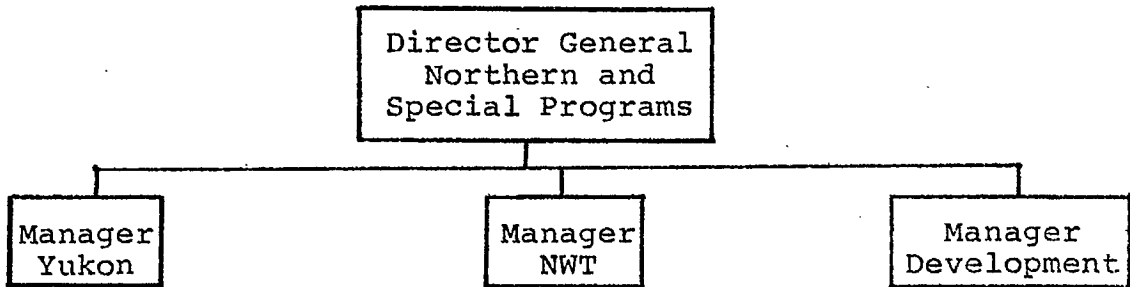 Director General
Northern and
Special Programs
Manager
Yukon
Manager
NWT
Manager
Development